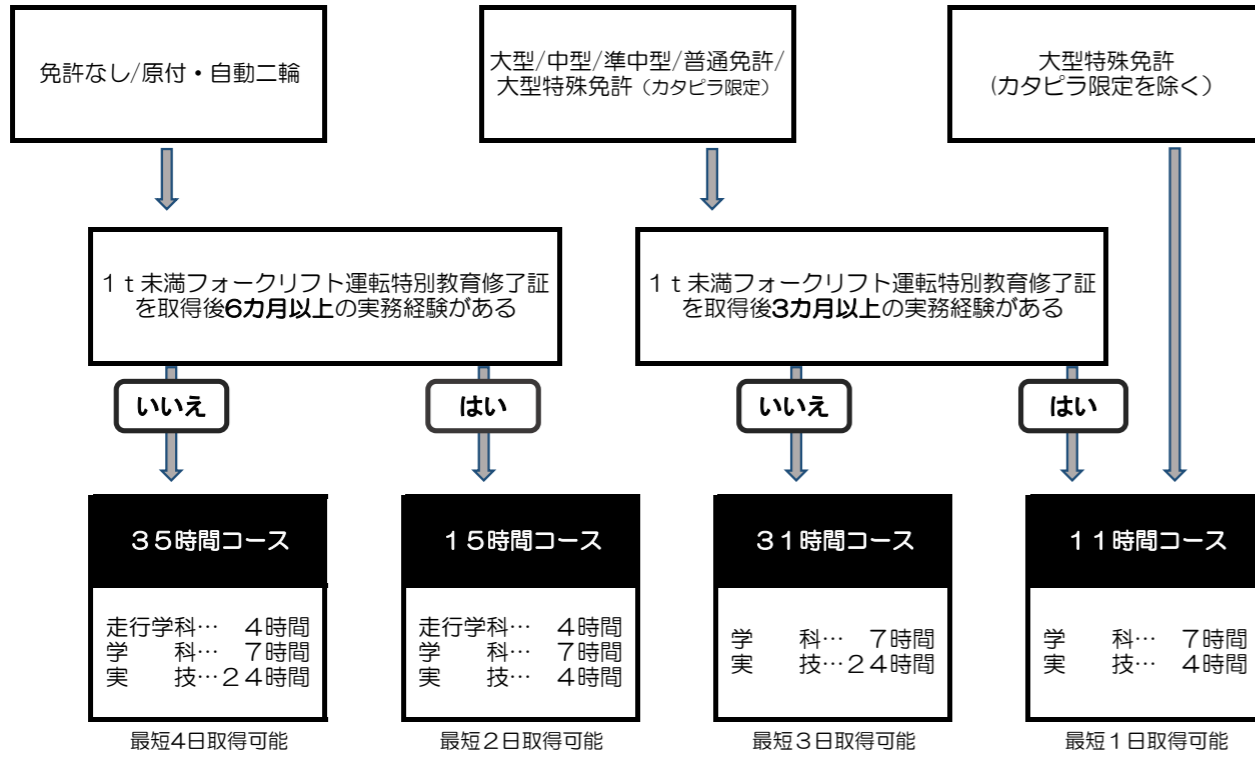 免許なし/原付・自動二輪
大型/中型/準中型/普通免許/
大型特殊免許（カタピラ限定）
大型特殊免許
(カタピラ限定を除く）
１ｔ未満フォークリフト運転特別教育修了証
を取得後6カ月以上の実務経験がある
１ｔ未満フォークリフト運転特別教育修了証
を取得後3カ月以上の実務経験がある
いいえ
はい
いいえ
はい
３５時間コース
走行学科… ４時間
学　　科… ７時間
実　　技…２４時間
最短4日取得可能
１５時間コース
走行学科… ４時間
学　　科… ７時間
実　　技… ４時間
最短２日取得可能
３１時間コース
学　　科… ７時間
実　　技…２４時間
最短３日取得可能
１１時間コース
学　　科… ７時間
実　　技… ４時間
最短１日取得可能